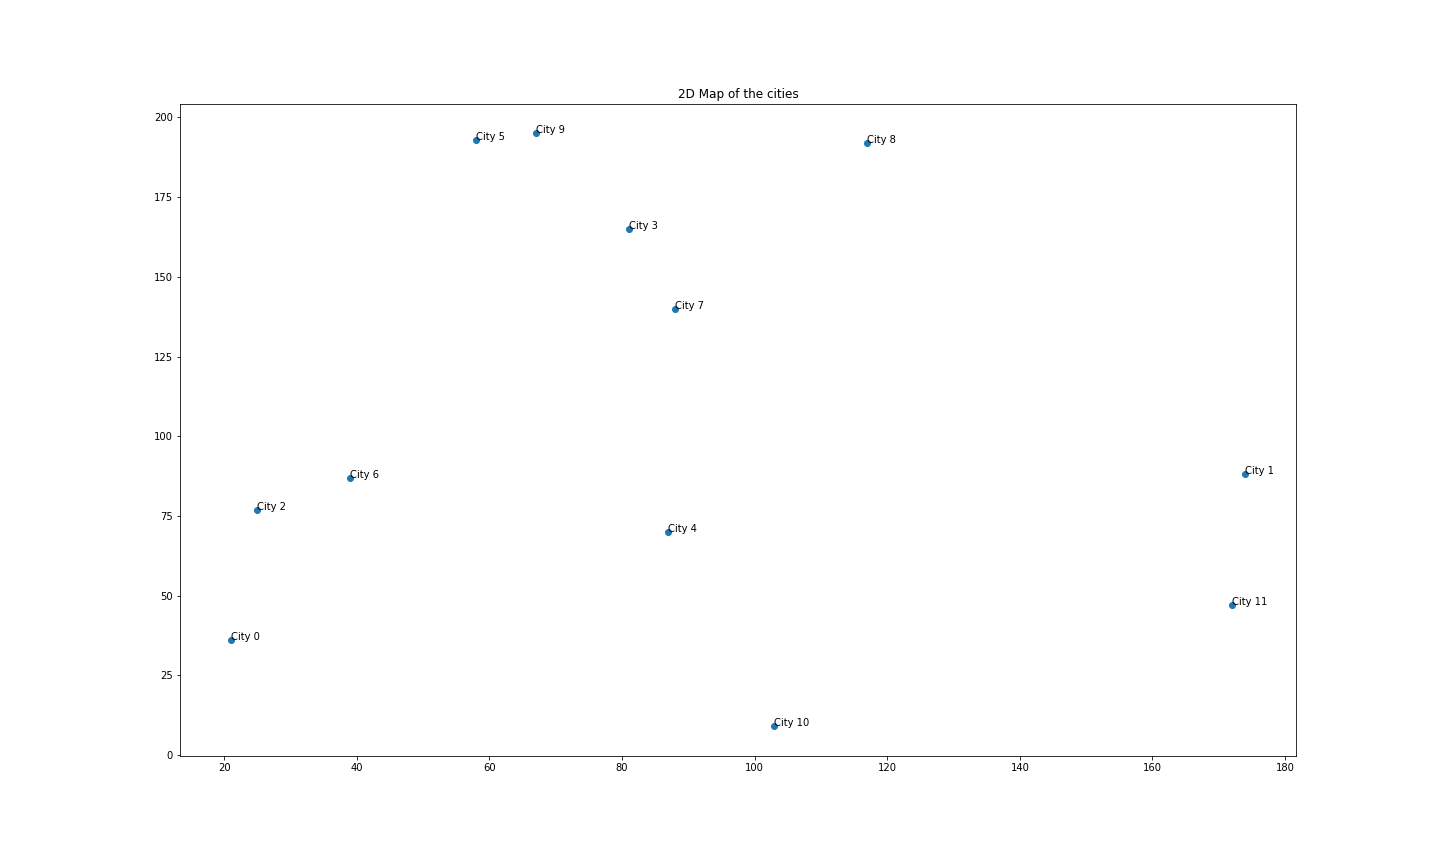 2D Map of the cities
200
175
150
125
100
75
50
25
0
City 5
City 9
City 8
City 3
City 7
City 6
City 1
City 2
City 4
City 11
City 0
City 10
20 40 60 80 100 120 140 160 180